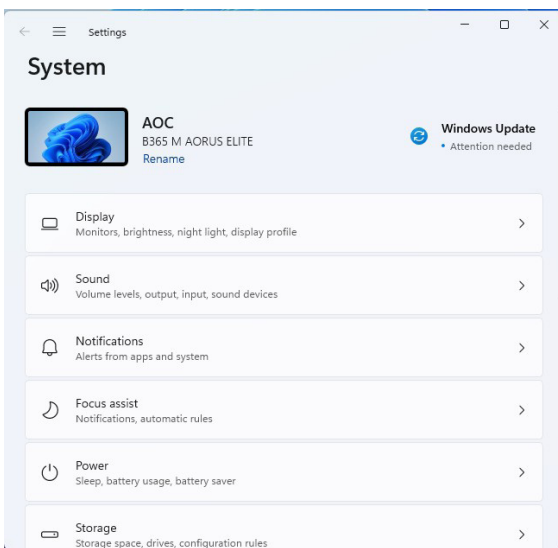 Settings
System
AOC
B365 M AORUS ELITE
Rename
Windows Update
• Attention needed
Display
Monitors, brightness, night light, display profile
Sound
Volume levels, output, input, sound devices
Notifications
Alerts from apps and system
Focus assist
Notifications, automatic rules
Power
Sleep, battery usage, battery saver
Storage
Storage space, drives, configuration rules